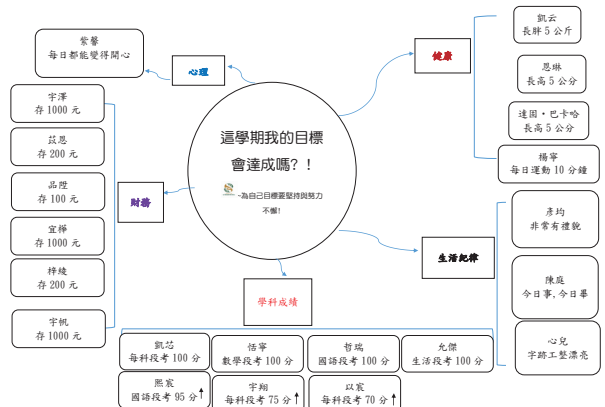 這學期我的目標
會達成嗎?！
-為自己目標要堅持與努力
不懈!
心理
紫馨
每日都能變得開心
財務
宇澤
存 1000 元
苡恩
存 200 元
品陞
存 100 元
宜樺
存 1000 元
梓綾
存 200 元
宇帆
存 1000 元
健康
凱云
長胖 5 公斤
恩琳
長高 5 公分
達固·巴卡哈
長高 5 公分
楊寧
每日運動 10 分鐘
生活紀律
彥均
非常有禮貌
陳庭
今日事,今日畢
心兒
字跡工整漂亮
學科成績
凱芯
每科段考 100 分
恬寧
數學段考 100 分
哲瑞
國語段考 100 分
允傑
生活段考 100 分
熙宸
國語段考 95 分↑
宇翔
每科段考 75 分↑
以宸
每科段考 70 分↑